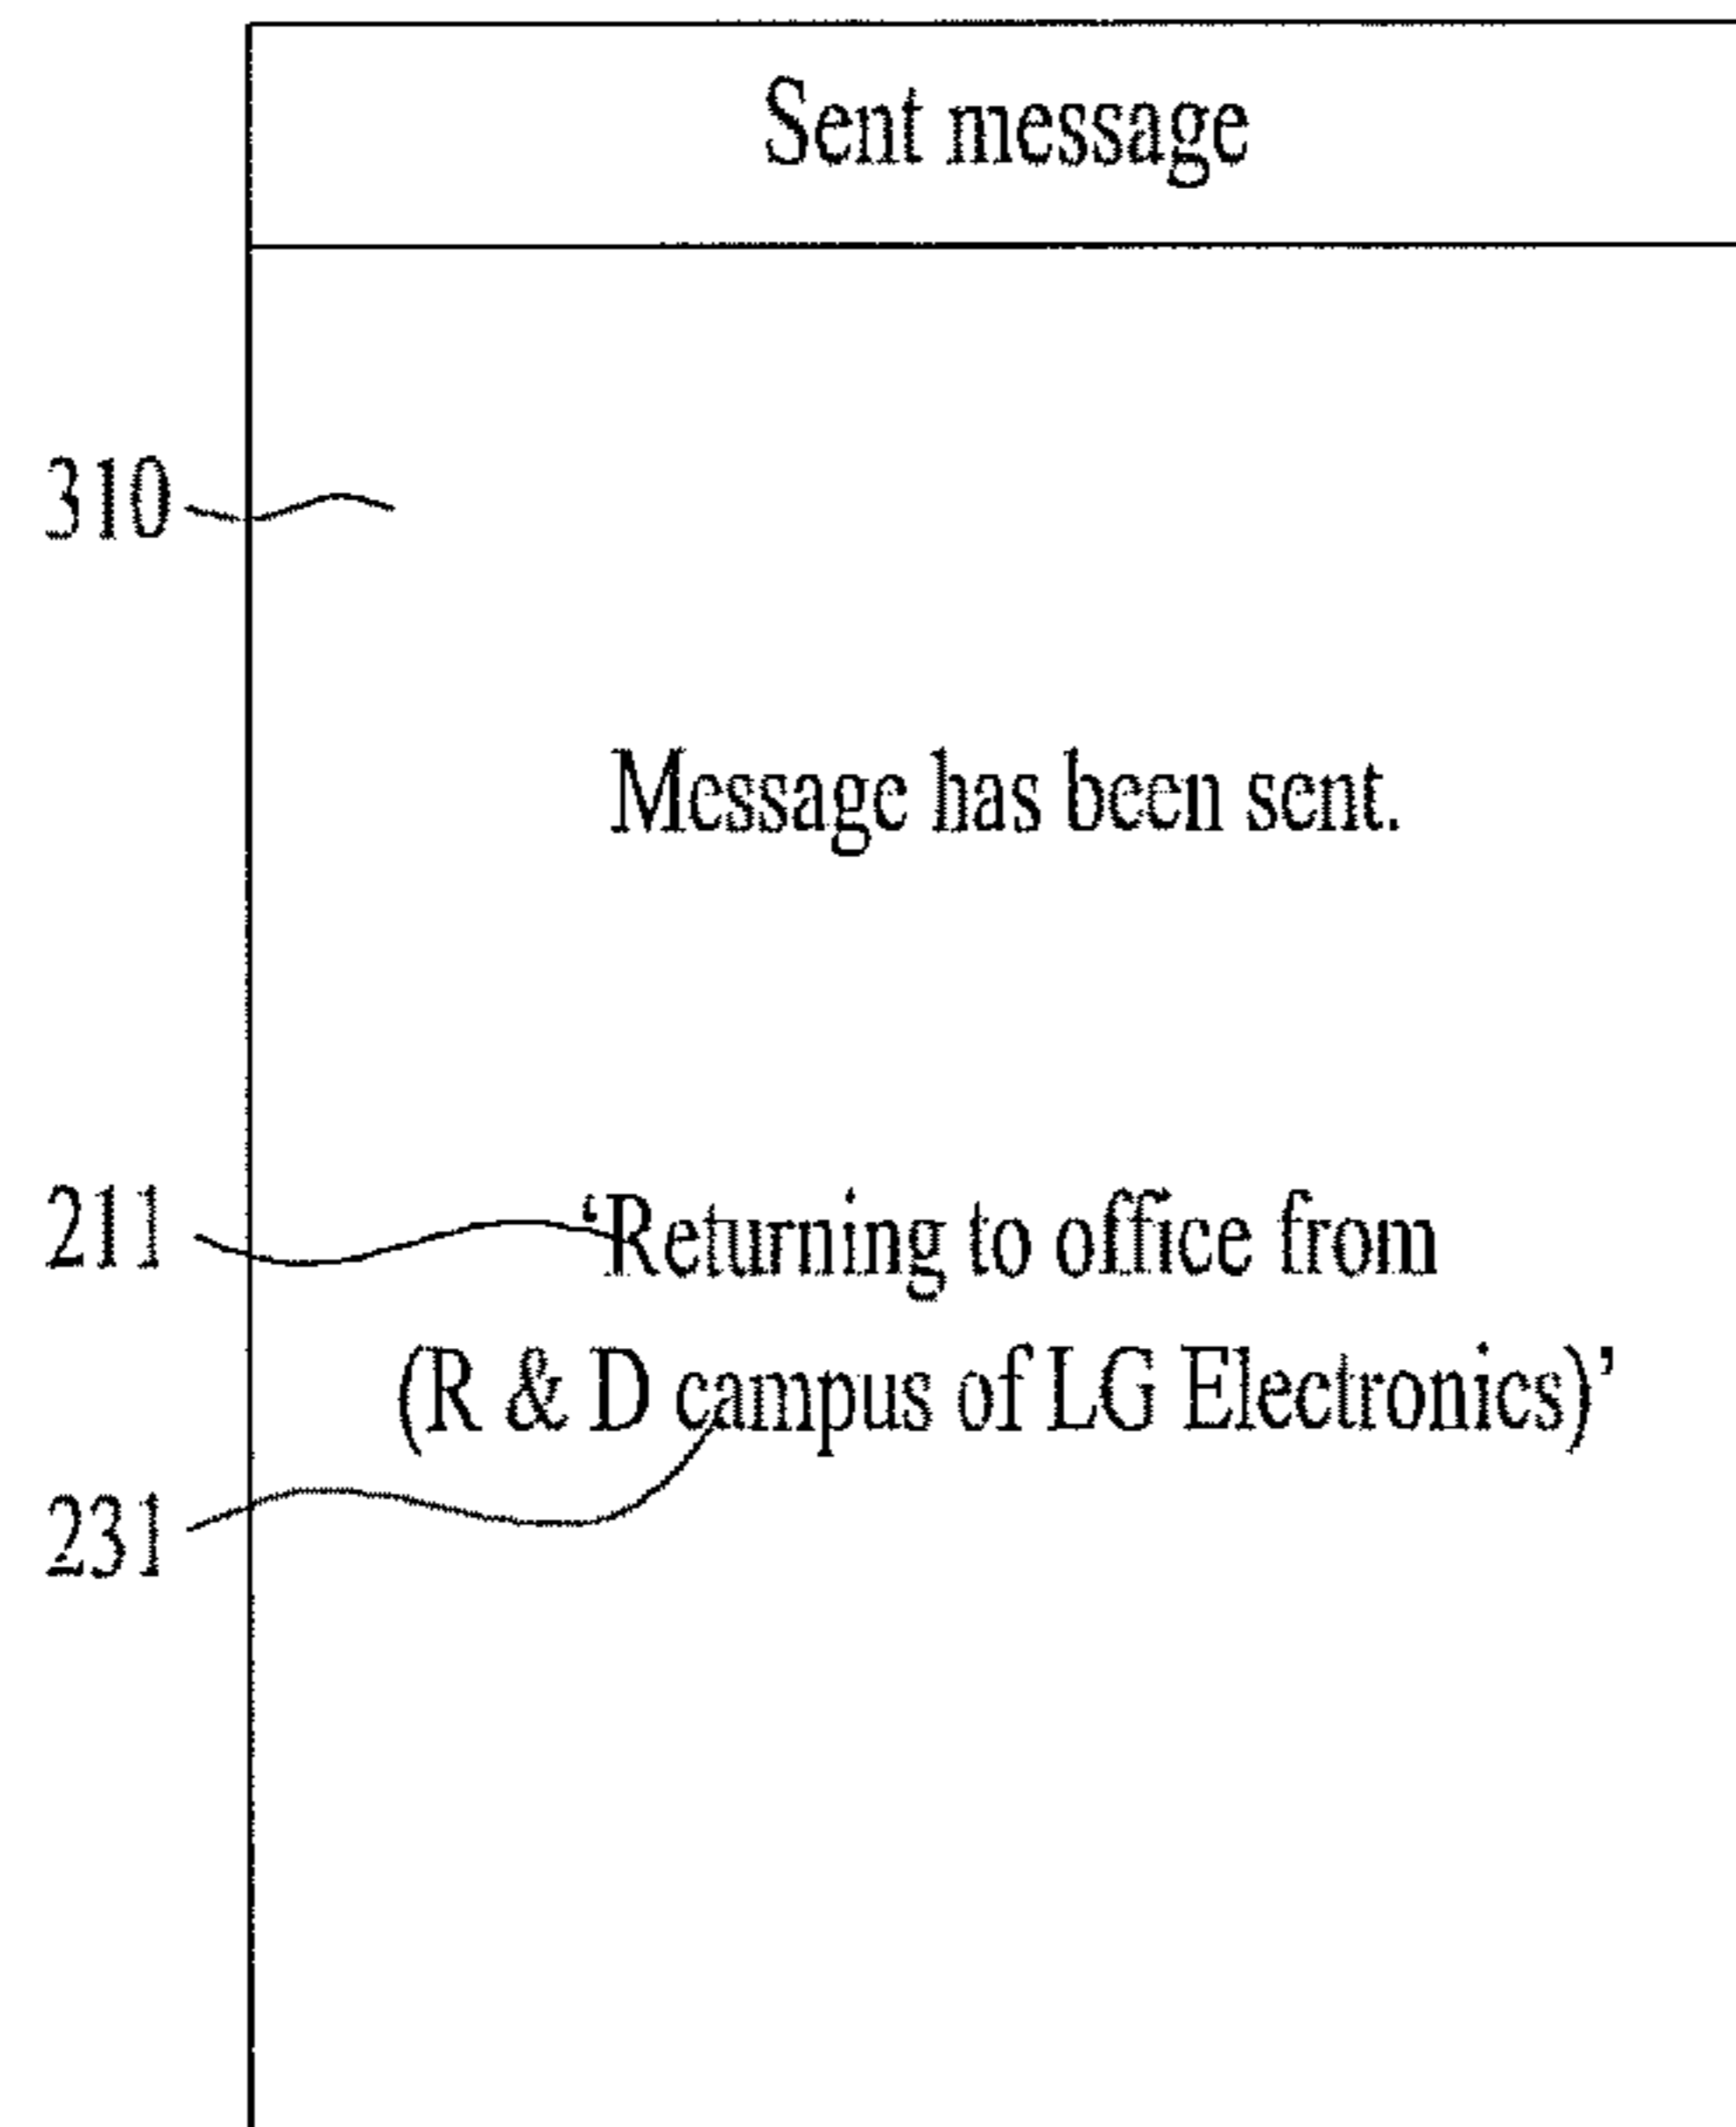 Sent message
310
Message has been sent.
211 ‘Returning to office from
(R & D campus of LG Electronics)’
231